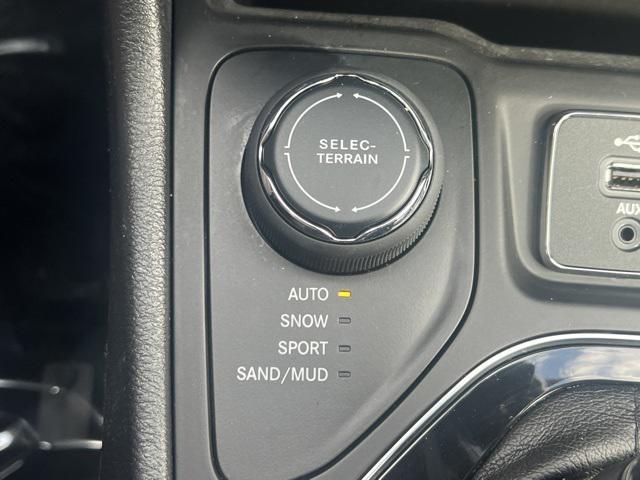 SELEC-
TERRAIN
AUTO
SNOW
SPORT
SAND/MUD
AUX